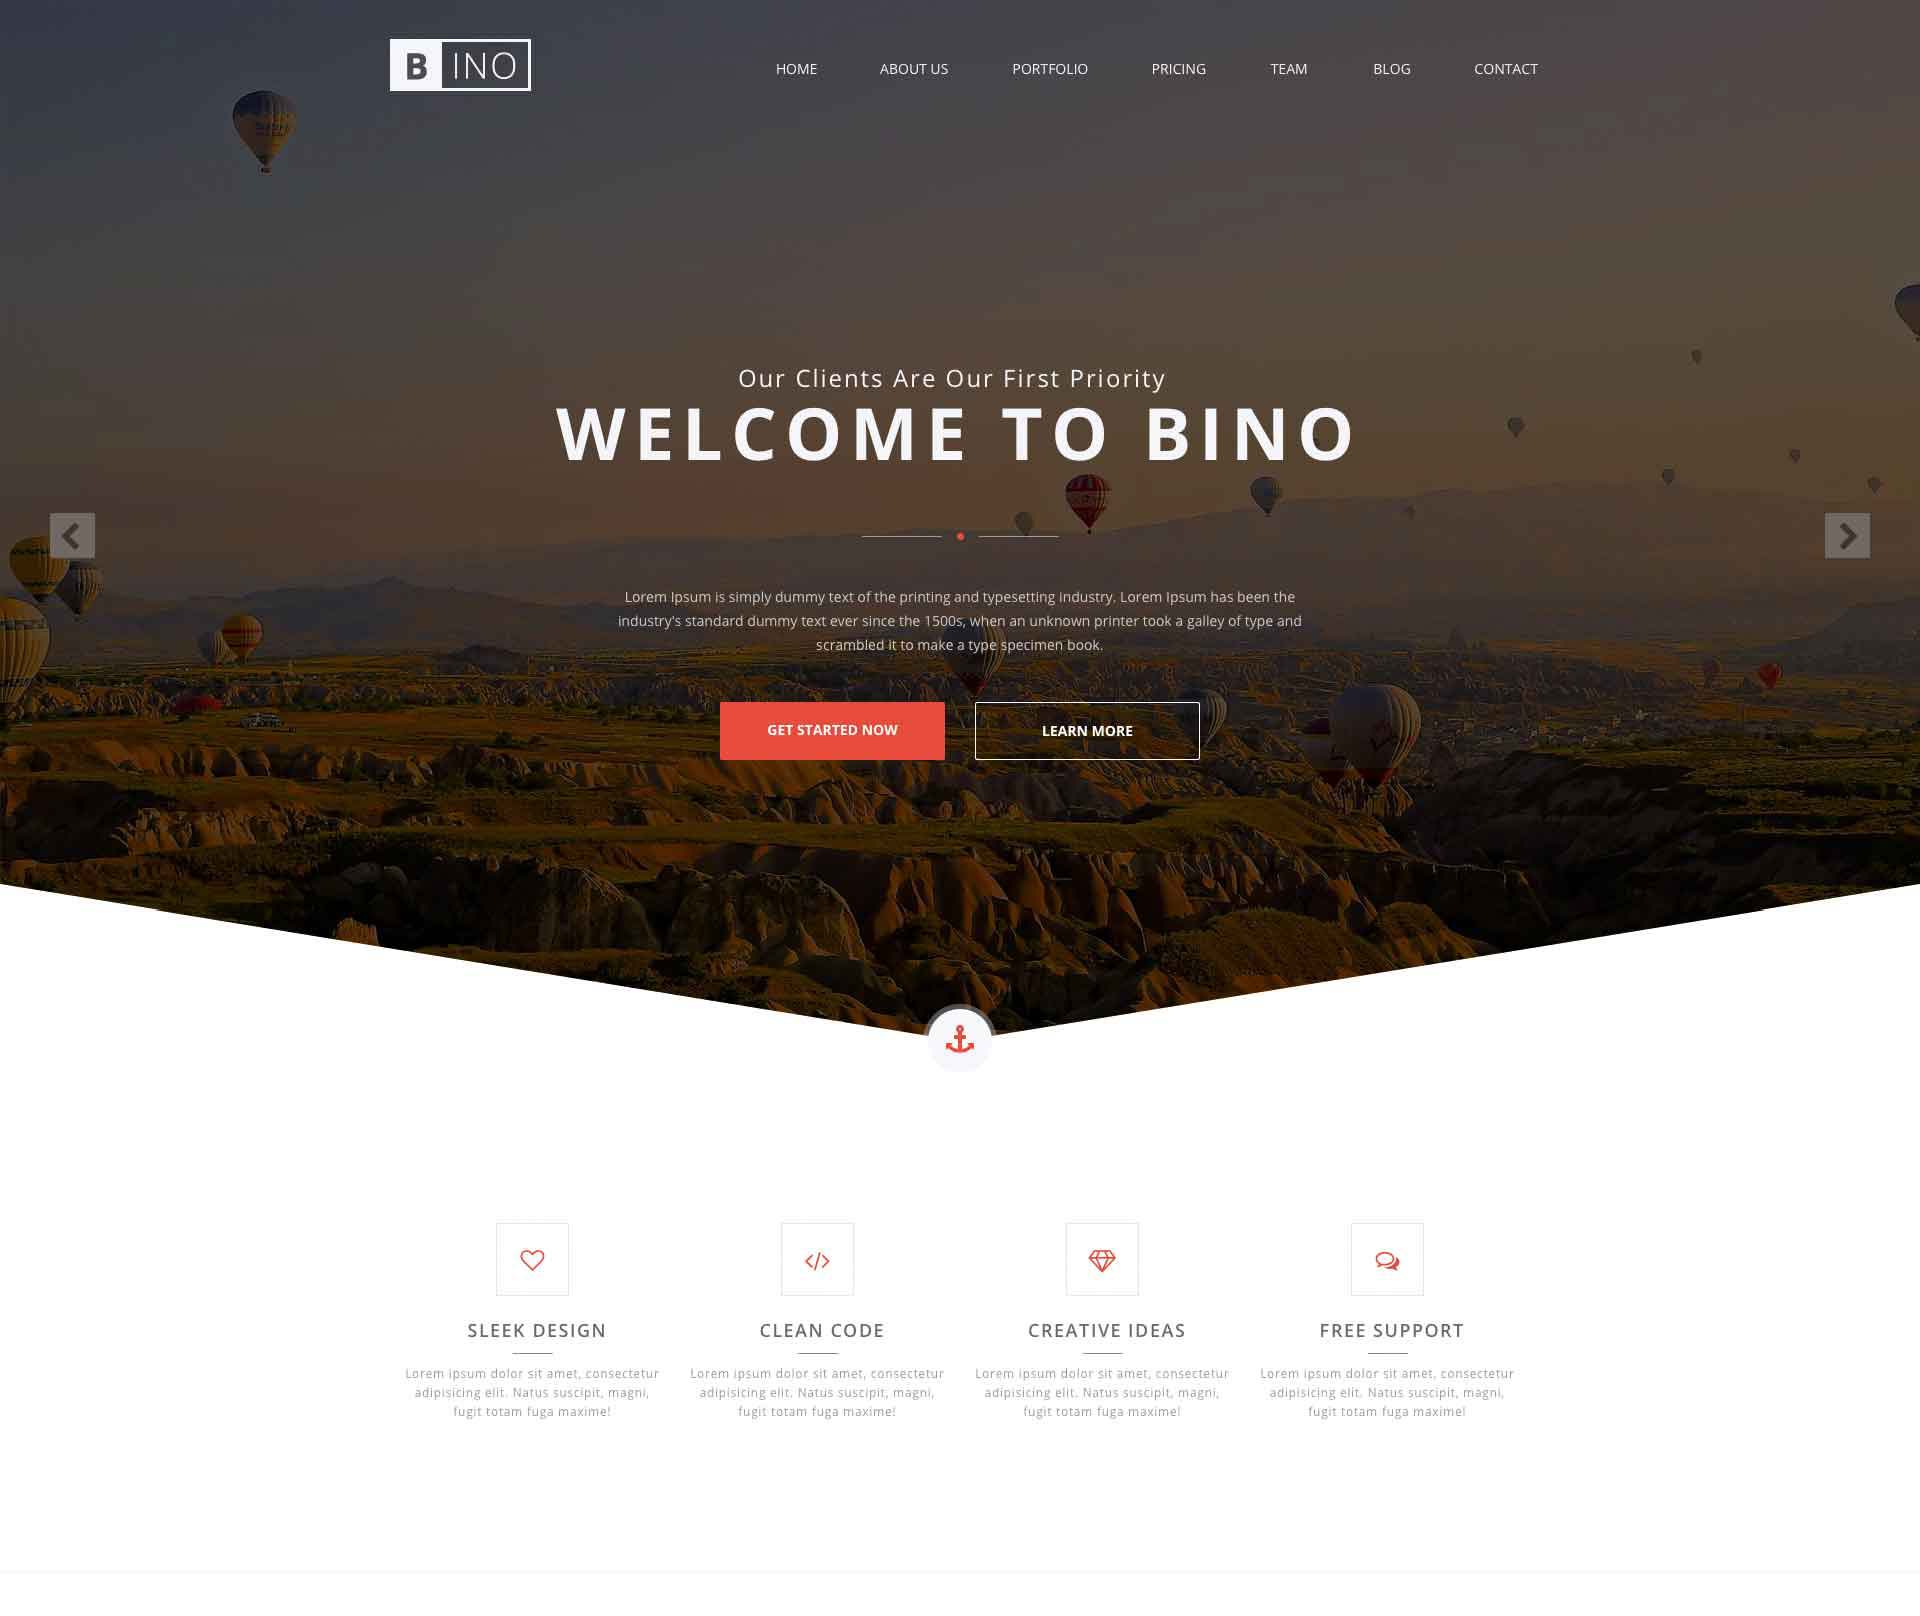 BINO
HOME ABOUT US PORTFOLIO PRICING TEAM BLOG CONTACT
Our Clients Are Our First Priority
WELCOME TO BINO
Lorem Ipsum is simply dummy text of the printing and typesetting industry. Lorem Ipsum has been the
industry's standard dummy text ever since the 1500s, when an unknown printer took a galley of type and
scrambled it to make a type specimen book.
GET STARTED NOW
LEARN MORE
SLEEK DESIGN
Lorem ipsum dolor sit amet, consectetur
adipisicing elit. Natus suscipit, magni,
fugit totam fuga maxime!
CLEAN CODE
Lorem ipsum dolor sit amet, consectetur
adipisicing elit. Natus suscipit, magni,
fugit totam fuga maxime!
CREATIVE IDEAS
Lorem ipsum dolor sit amet, consectetur
adipisicing elit. Natus suscipit, magni,
fugit totam fuga maxime!
FREE SUPPORT
Lorem ipsum dolor sit amet, consectetur
adipisicing elit. Natus suscipit, magni,
fugit totam fuga maxime!